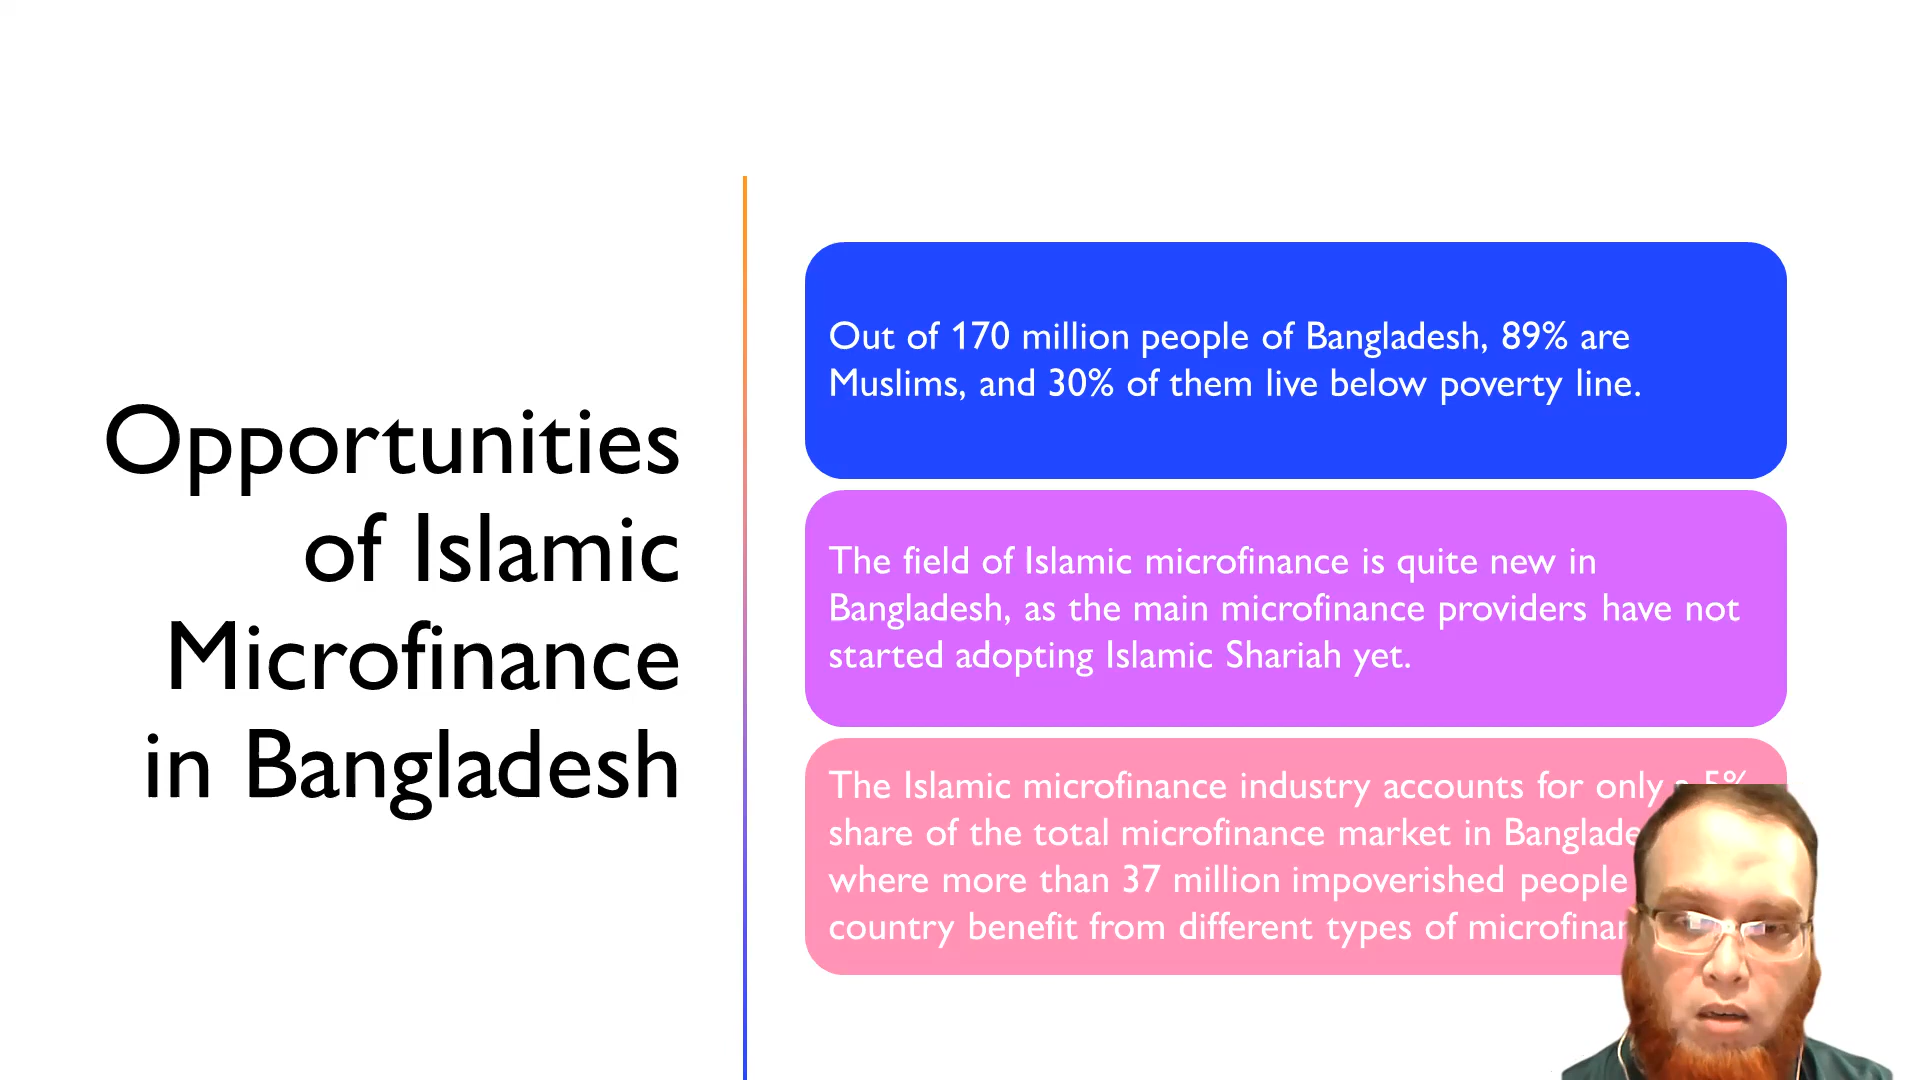 Opportunities
of Islamic
Microfinance
in Bangladesh
Out of 170 million people of Bangladesh, 89% are
Muslims, and 30% of them live below poverty line.
The field of Islamic microfinance is quite new in
Bangladesh, as the main microfinance providers have not
started adopting Islamic Shariah yet.
The Islamic microfinance industry accounts for only a 5%
share of the total microfinance market in
where more than 37 million impoverished people
country benefit from different types of